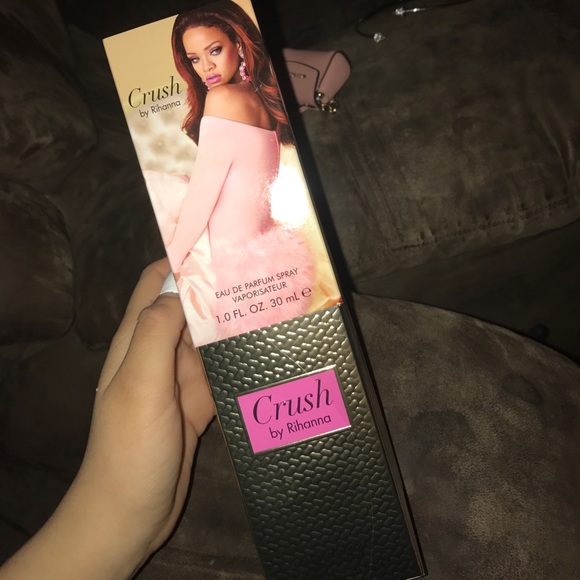 Crush
by Rihanna
EAU DE PARFUM SPRAY
VAPORISATEUR
1.0 FL. OZ. 30 mL ℮
Crush
by Rihanna